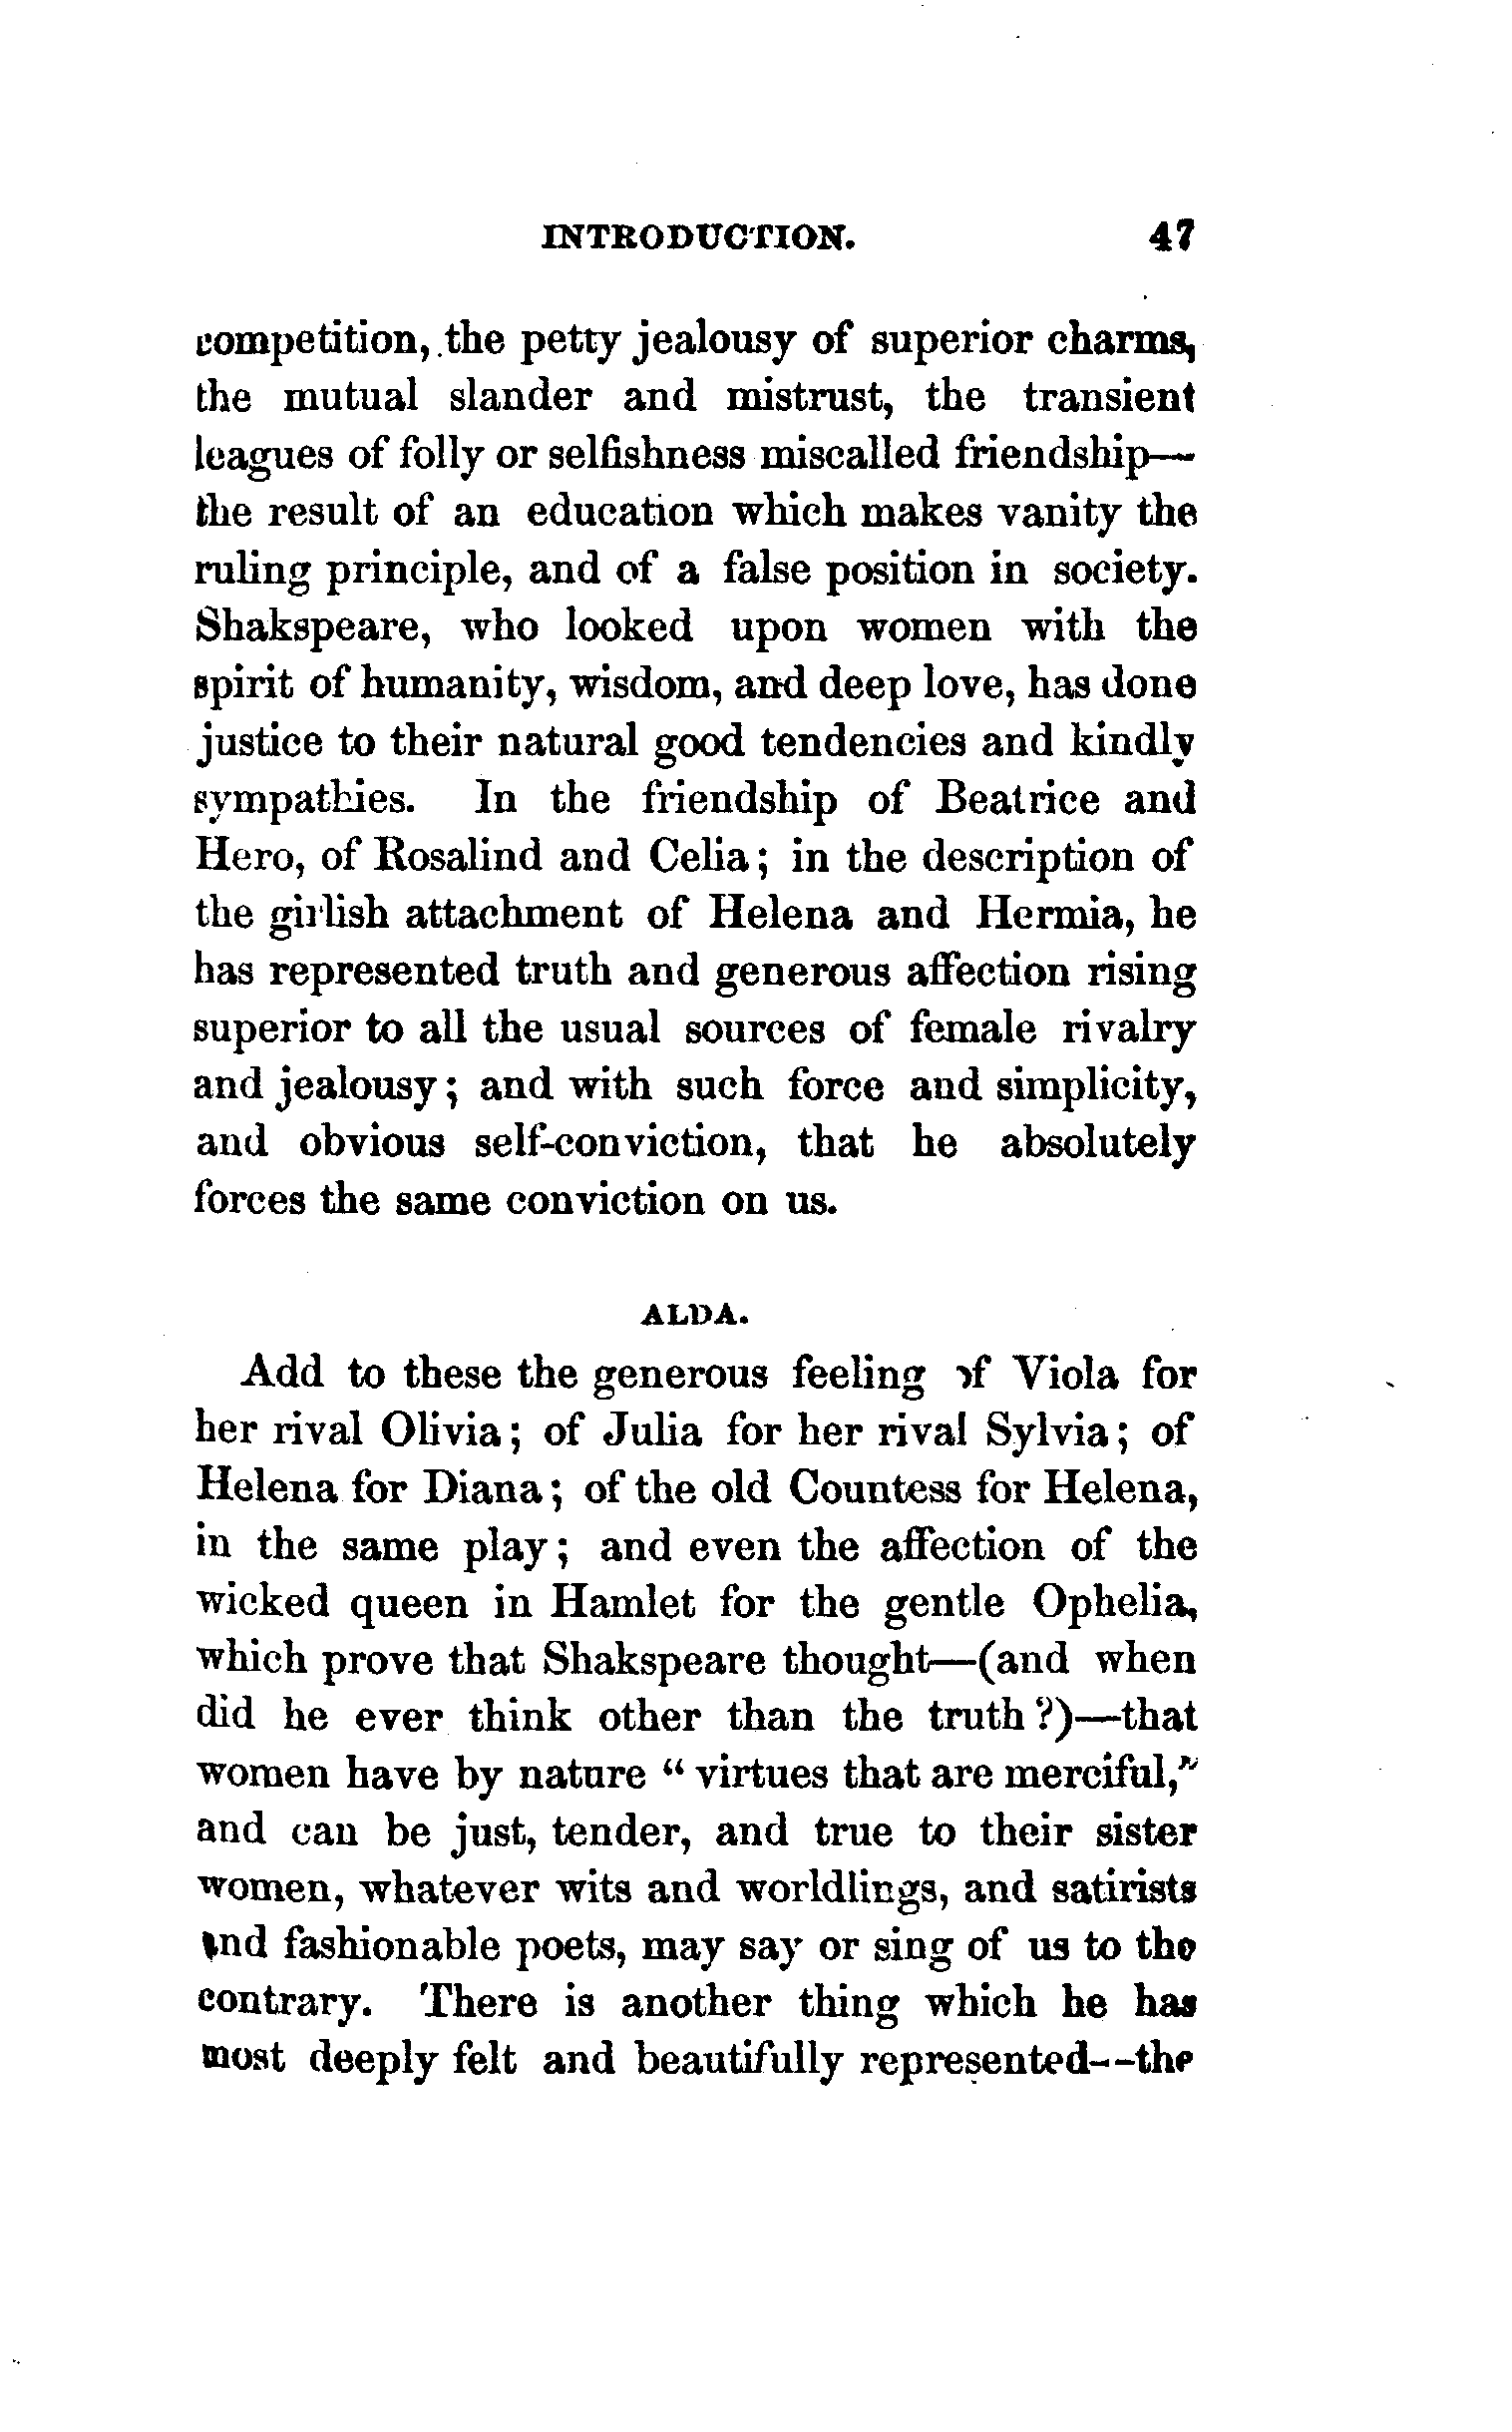 INTRODUCTION. 47
competition, the petty jealousy of superior charms,
the mutual slander and mistrust, the transient
leagues of folly or selfishness miscalled friendship—
the result of an education which makes vanity the
ruling principle, and of a false position in society.
Shakspeare, who looked upon women with the
spirit of humanity, wisdom, and deep love, has done
justice to their natural good tendencies and kindly
sympathies. In the friendship of Beatrice and
Hero, of Rosalind and Celia; in the description of
the girlish attachment of Helena and Hermia, he
has represented truth and generous affection rising
superior to all the usual sources of female rivalry
and jealousy; and with such force and simplicity,
and obvious self-conviction, that he absolutely
forces the same conviction on us.
ALDA.
Add to these the generous feeling of Viola for
her rival Olivia; of Julia for her rival Sylvia; of
Helena for Diana; of the old Countess for Helena,
in the same play; and even the affection of the
wicked queen in Hamlet for the gentle Ophelia,
which prove that Shakspeare thought—(and when
did he ever think other than the truth?)—that
women have by nature "virtues that are merciful,"
and can be just, tender, and true to their sister
women, whatever wits and worldlings, and satirists
and fashionable poets, may say or sing of us to the
contrary. There is another thing which he has
most deeply felt and beautifully represented--the